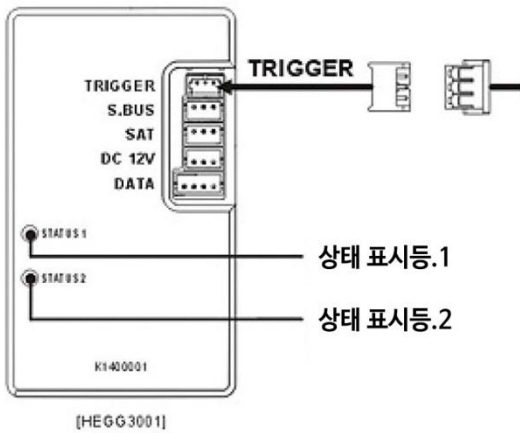 TRIGGER
TRIGGER
S.BUS
SAT
DC 12V
DATA
STATUS 1
상태 표시등.1
STATUS 2
상태 표시등.2
K1400001
[HEGG3001]